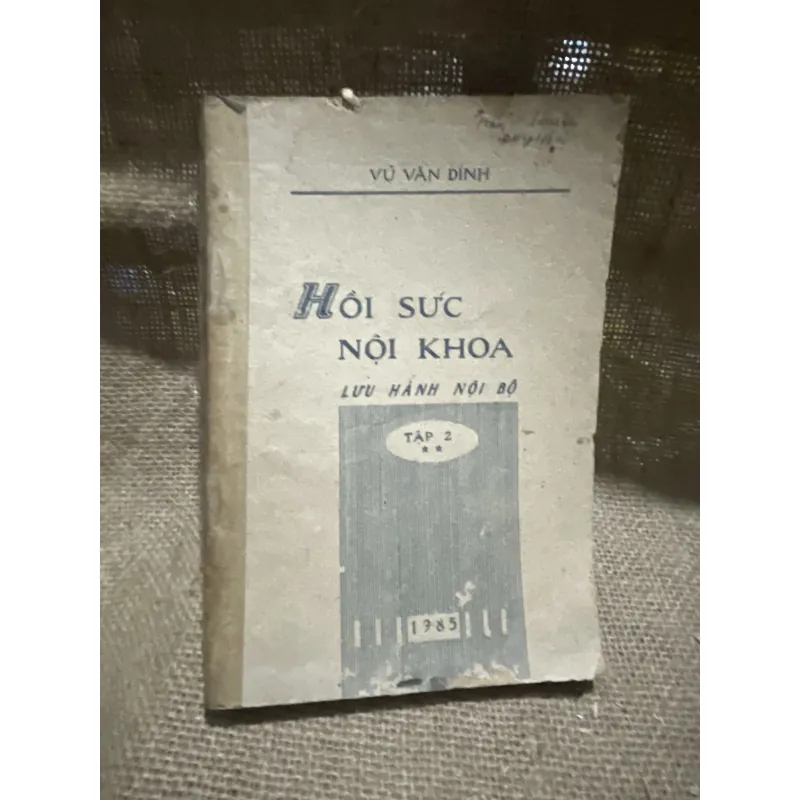 VŨ VĂN ĐÍNH
HỒI SỨC
NỘI KHOA
LƯU HÀNH NỘI BỘ
TẬP 2
1985